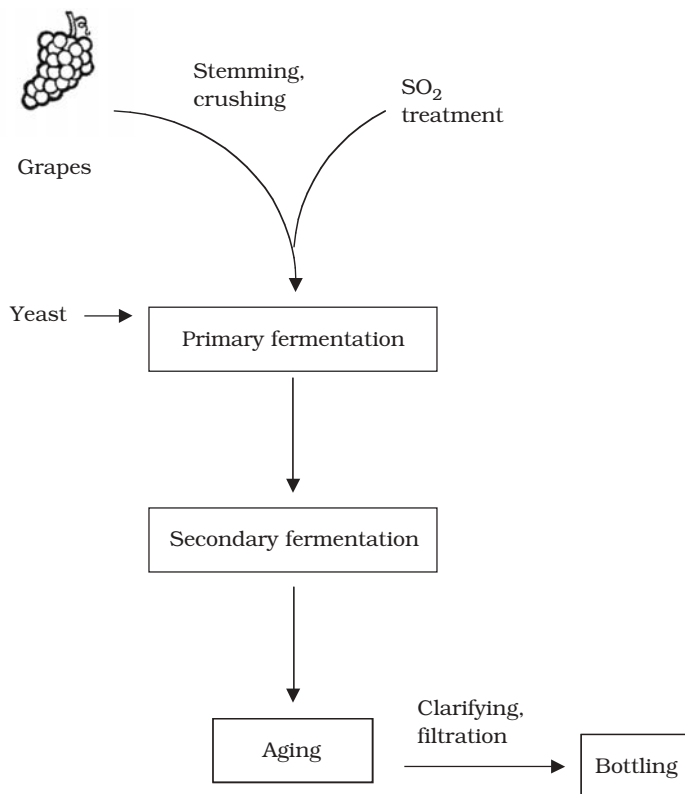 Stemming,
crushing
SO₂
treatment
Grapes
Yeast
Primary fermentation
Secondary fermentation
Clarifying,
filtration
Aging
Bottling